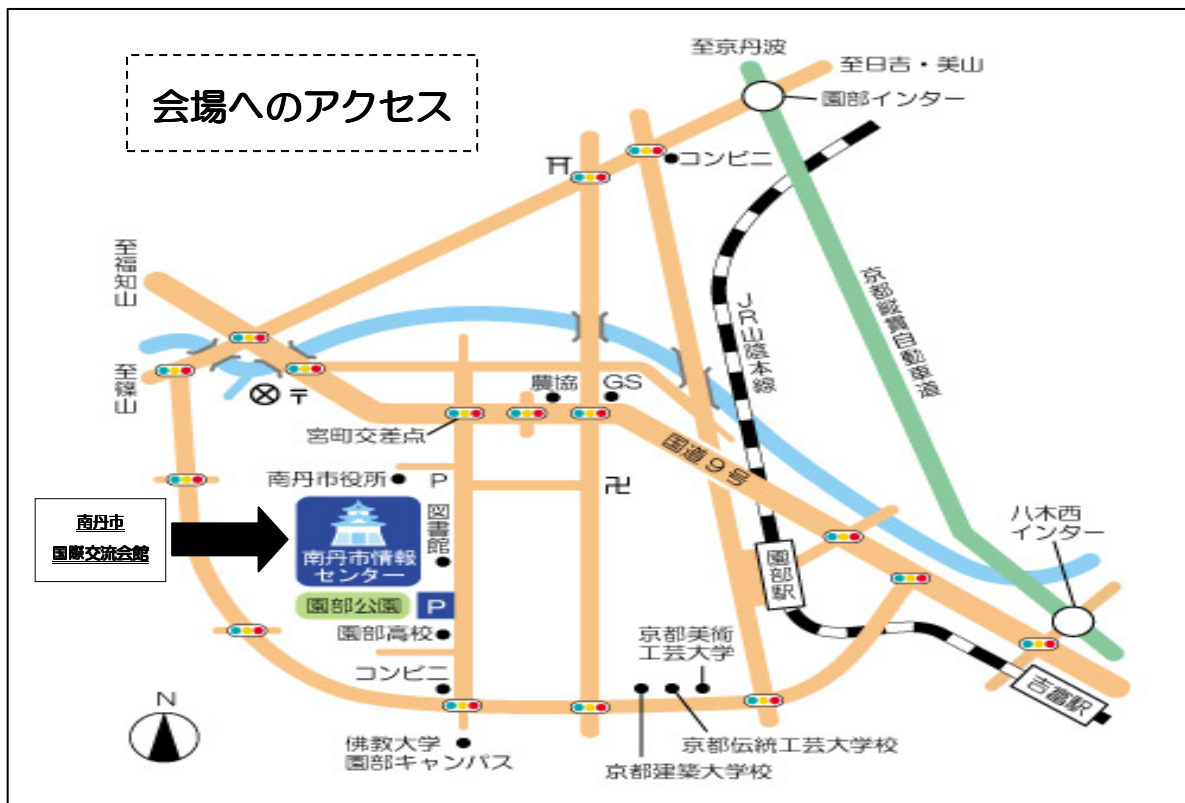 会場へのアクセス
至京丹波
至日吉・美山
園部インター
コンビニ
至福知山
JR山陰本線
京都縦貫自動車道
至篠山
〒
農協
GS
宮町交差点
国道9号
南丹市役所
P
卍
図書館
南丹市
国際交流会館
南丹市情報
センター
八木西
インター
園部駅
園部公園
P
園部高校
京都美術
工芸大学
コンビニ
吉富駅
N
佛教大学
園部キャンパス
京都伝統工芸大学校
京都建築大学校